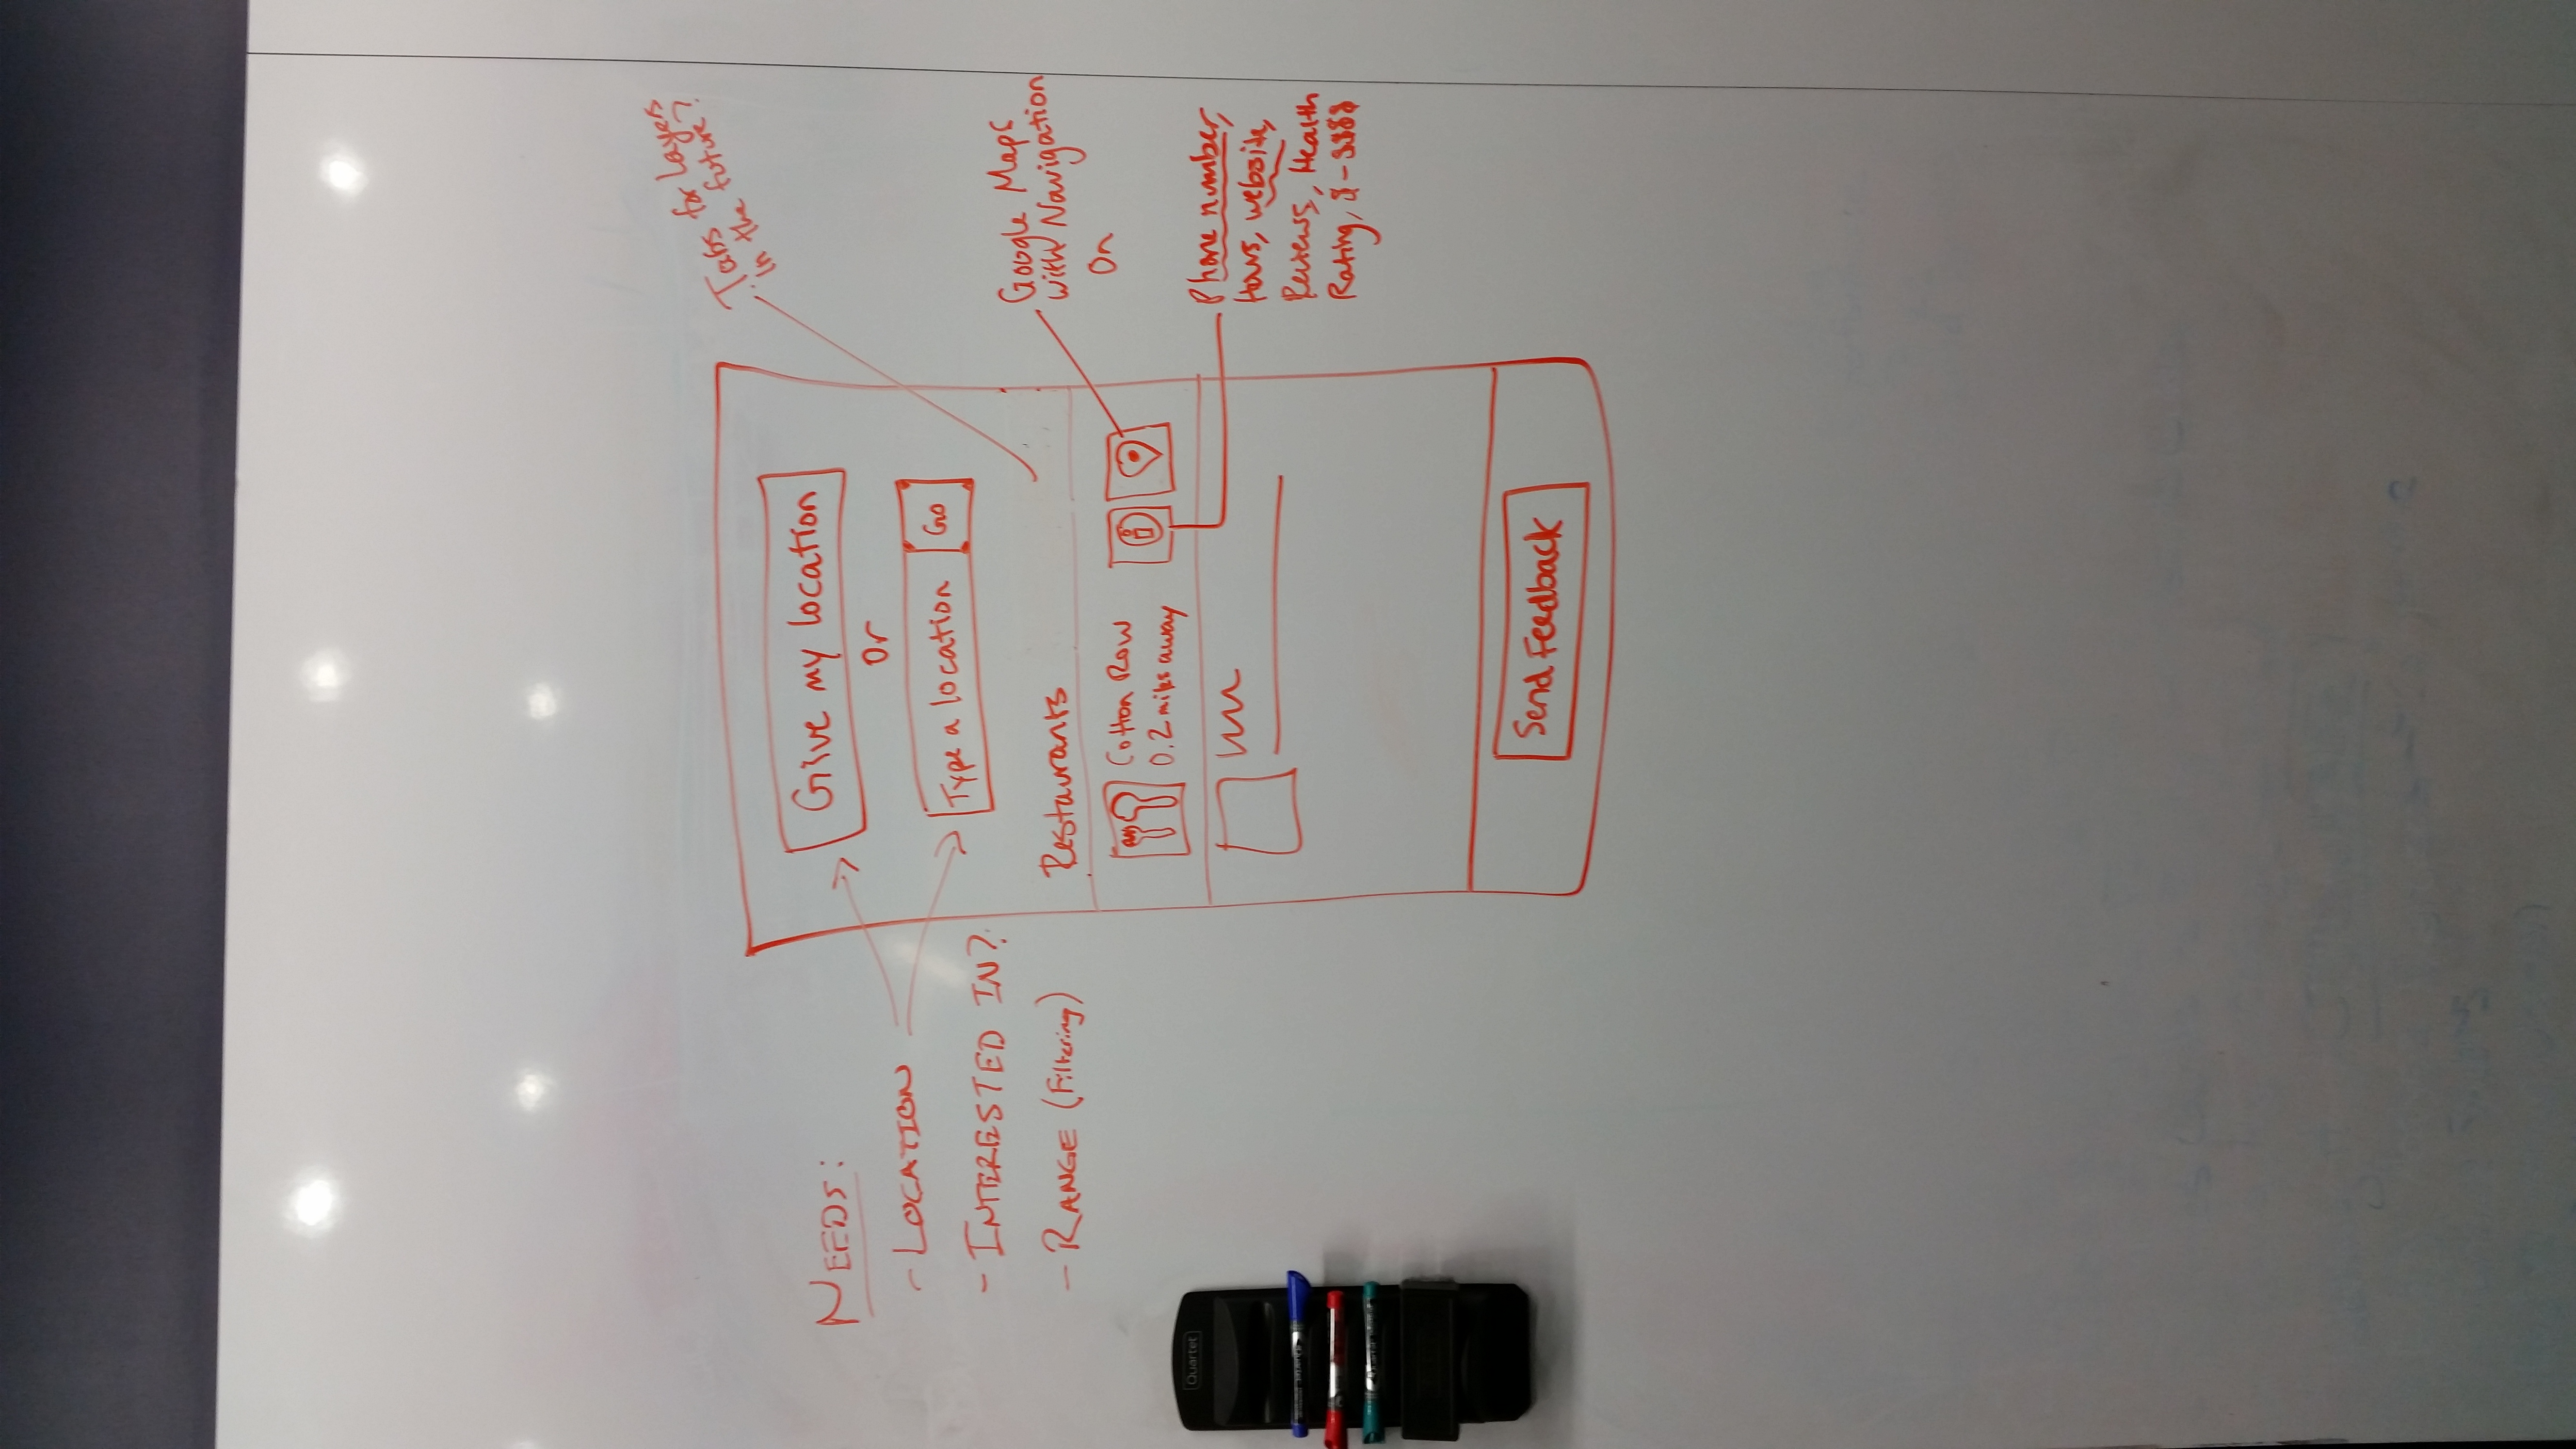 NEEDS:
- LOCATION
- INTERESTED IN?
- RANGE (Filtering)
Give my location
Or
Type a location
Go
Restaurants
Cotton Row
0.2 miles away
Send Feedback
Tabs for Layers
in the future?
Google Maps
with Navigation
On
Phone number,
Hours, website,
Reviews, Health
Rating, $-$$$$
Quartet
Quartet